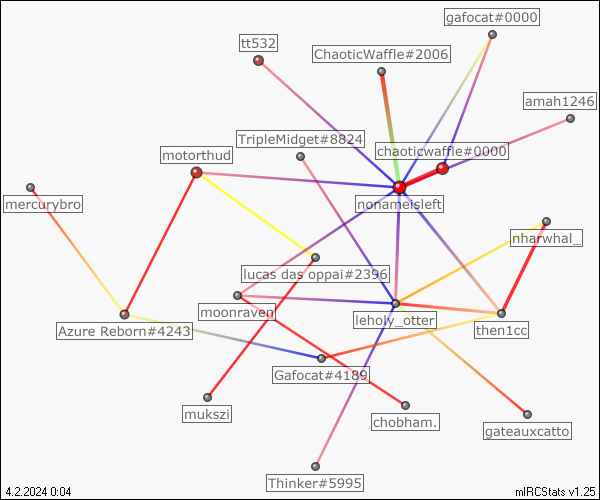 gafocat#0000
tt532
ChaoticWaffle#2006
amah1246
TripleMidget#8824
chaoticwaffle#0000
motorthud
mercurybro
nonameisleft
nharwhal_
lucas das oppai#2396
moonraven
leholy_otter
Azure Reborn#4243
then1cc
Gafocat#4189
mukszi
chobham.
gateauxcatto
Thinker#5995
4.2.2024 0:04
mIRCStats v1.25